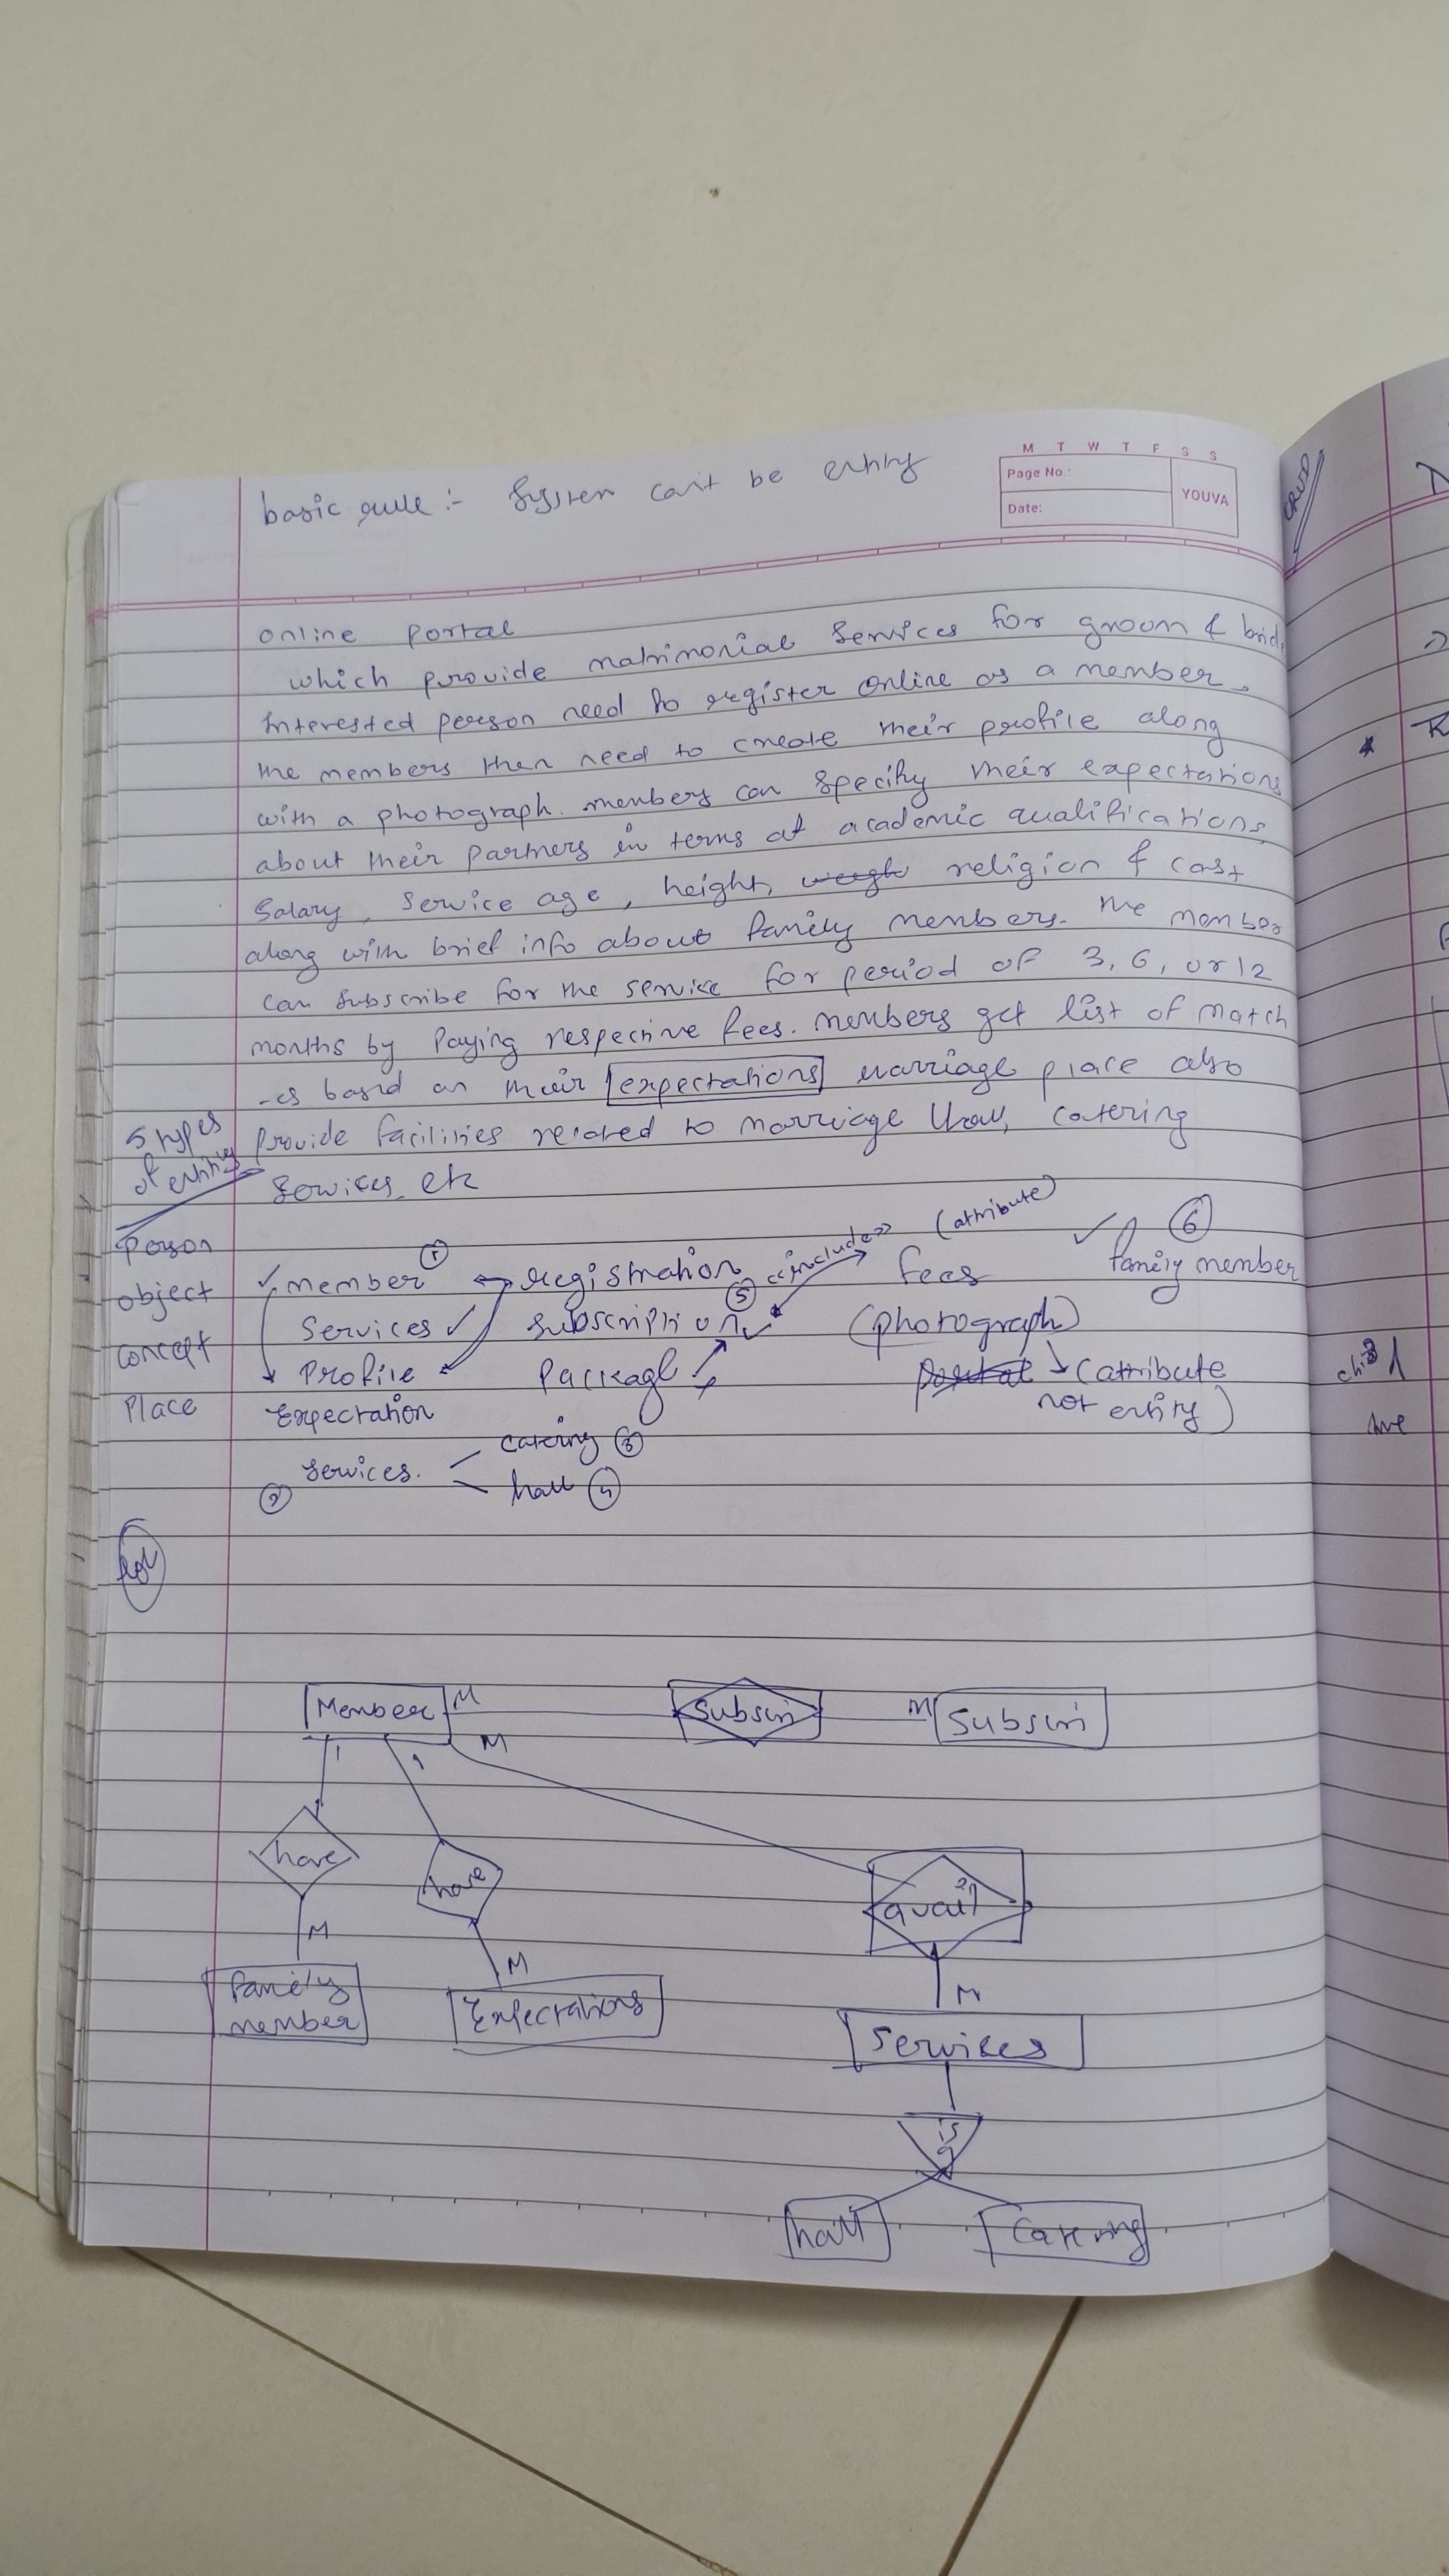 M T W T F S S
Page No.:
Date:
YOUVA
basic rule :- System can't be entity
online portal
which provide matrimonial services for groom & bride
Interested person need to register online as a member.
the members then need to create their profile along
with a photograph. members can specify their expectations
about their partners in terms at academic qualifications,
Salary, Service age, height, religion & cast
along with brief info about family members. The member
can subscribe for the service for period of 3, 6, or 12
months by Paying respective fees. members get list of match
-es based on their expectations marriage place also
provide facilities related to marriage Hall, catering
services, etc
5 types
of entity
Person
object
concept
Place
member ①
Services
Profile
Expectation
② services.
catering ③
hall ④
registration
Subscription ⑤
Package
<<include>>
(attribute)
fees
(photograph)
(attribute
not entity)
⑥
family member
Sol
Member M
Subscri
M Subscri
1
1
M
have
have
avail
M
M
M
family
member
Expectations
Services
is
a
hall
Catering
CRUD